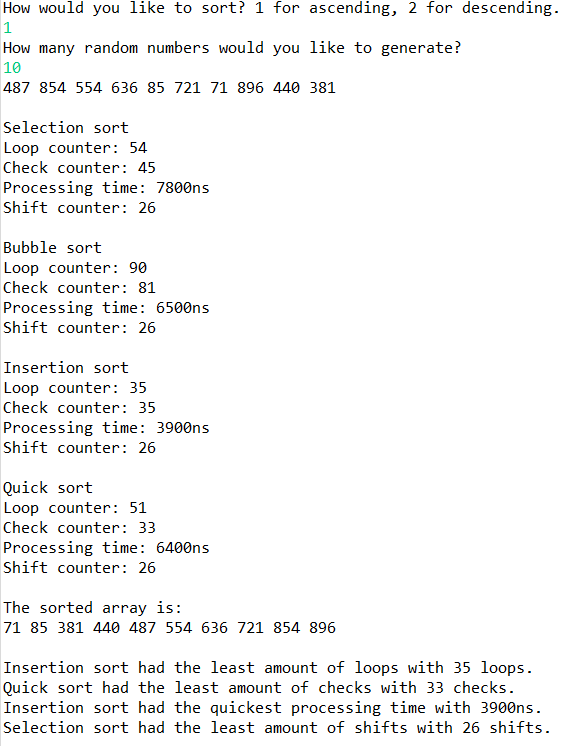 How would you like to sort? 1 for ascending, 2 for descending.
1
How many random numbers would you like to generate?
10
487 854 554 636 85 721 71 896 440 381
Selection sort
Loop counter: 54
Check counter: 45
Processing time: 7800ns
Shift counter: 26
Bubble sort
Loop counter: 90
Check counter: 81
Processing time: 6500ns
Shift counter: 26
Insertion sort
Loop counter: 35
Check counter: 35
Processing time: 3900ns
Shift counter: 26
Quick sort
Loop counter: 51
Check counter: 33
Processing time: 6400ns
Shift counter: 26
The sorted array is:
71 85 381 440 487 554 636 721 854 896
Insertion sort had the least amount of loops with 35 loops.
Quick sort had the least amount of checks with 33 checks.
Insertion sort had the quickest processing time with 3900ns.
Selection sort had the least amount of shifts with 26 shifts.